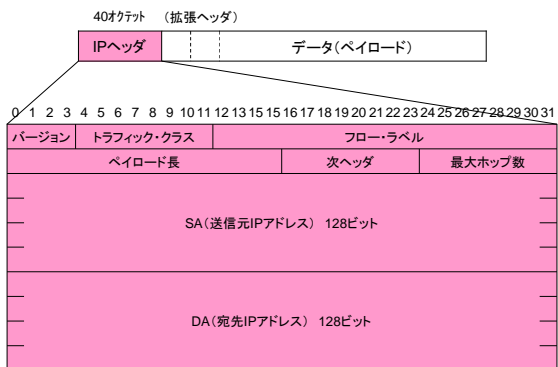 40オクテット (拡張ヘッダ)
IPヘッダ データ(ペイロード)
0 1 2 3 4 5 6 7 8 9 10 11 12 13 15 15 16 17 18 19 20 21 22 23 24 25 26 27 28 29 30 31
バージョン トラフィック・クラス フロー・ラベル
ペイロード長 次ヘッダ 最大ホップ数
SA(送信元IPアドレス) 128ビット
DA(宛先IPアドレス) 128ビット